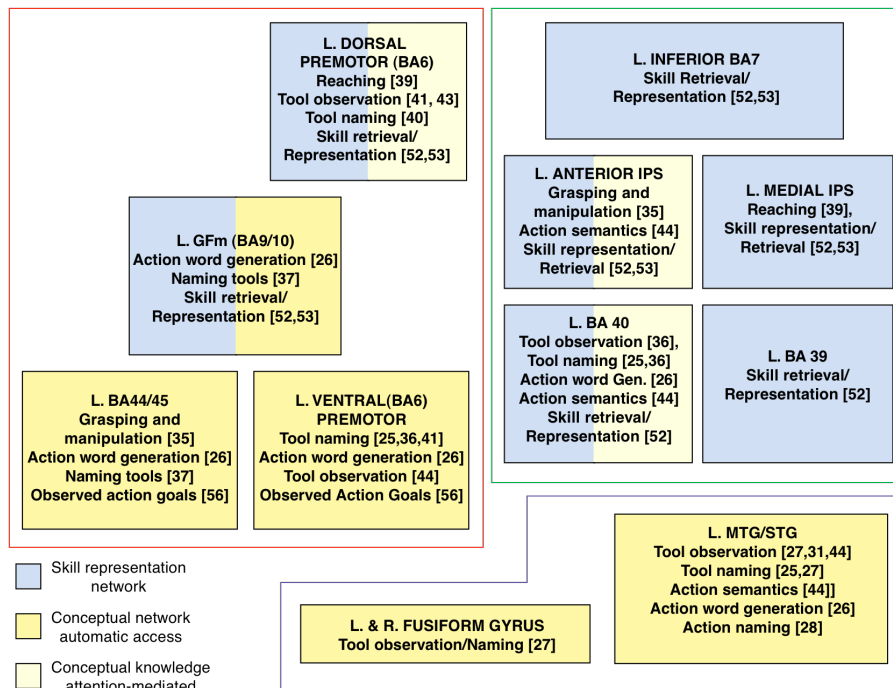 L. DORSAL
PREMOTOR (BA6)
Reaching [39]
Tool observation [41, 43]
Tool naming [40]
Skill retrieval/
Representation [52,53]
L. GFm (BA9/10)
Action word generation [26]
Naming tools [37]
Skill retrieval/
Representation [52,53]
L. BA44/45
Grasping and
manipulation [35]
Action word generation [26]
Naming tools [37]
Observed action goals [56]
L. VENTRAL(BA6)
PREMOTOR
Tool naming [25,36,41]
Action word generation [26]
Tool observation [44]
Observed Action Goals [56]
L. INFERIOR BA7
Skill Retrieval/
Representation [52,53]
L. ANTERIOR IPS
Grasping and
manipulation [35]
Action semantics [44]
Skill representation/
Retrieval [52,53]
L. MEDIAL IPS
Reaching [39],
Skill representation/
Retrieval [52,53]
L. BA 40
Tool observation [36],
Tool naming [25,36]
Action word Gen. [26]
Action semantics [44]
Skill retrieval/
Representation [52]
L. BA 39
Skill retrieval/
Representation [52]
L. MTG/STG
Tool observation [27,31,44]
Tool naming [25,27]
Action semantics [44]]
Action word generation [26]
Action naming [28]
L. & R. FUSIFORM GYRUS
Tool observation/Naming [27]
Skill representation
network
Conceptual network
automatic access
Conceptual knowledge
attention-mediated